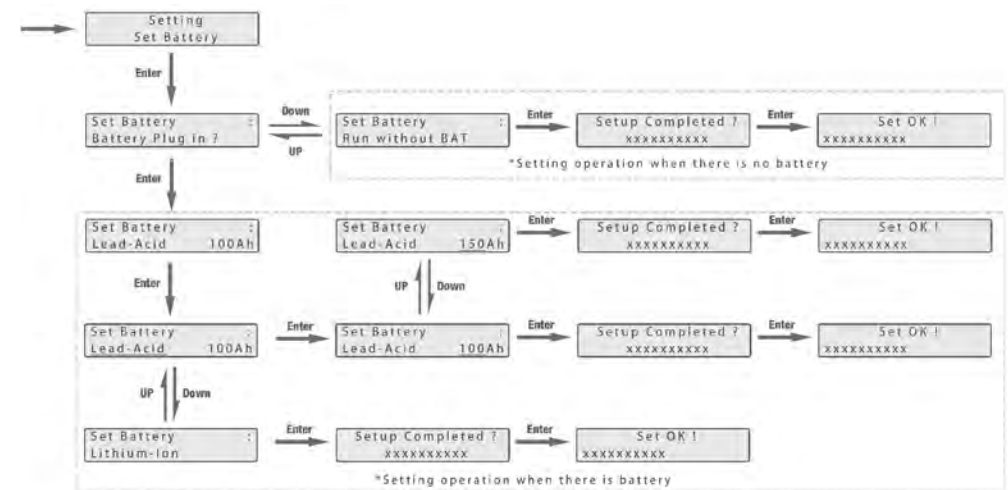 Setting
Set Battery
Enter
Set Battery :
Battery Plug in ?
Down
UP
Set Battery :
Run without BAT
Enter
Setup Completed ?
xxxxxxxxxx
Enter
Set OK !
xxxxxxxxxx
*Setting operation when there is no battery
Enter
Set Battery :
Lead-Acid 100Ah
Set Battery :
Lead-Acid 150Ah
Enter
Setup Completed ?
xxxxxxxxxx
Enter
Set OK !
xxxxxxxxxx
Enter
UP Down
Set Battery :
Lead-Acid 100Ah
Enter
Set Battery :
Lead-Acid 100Ah
Enter
Setup Completed ?
xxxxxxxxxx
Enter
Set OK !
xxxxxxxxxx
UP Down
Set Battery :
Lithium-Ion
Enter
Setup Completed ?
xxxxxxxxxx
Enter
Set OK !
xxxxxxxxxx
*Setting operation when there is battery